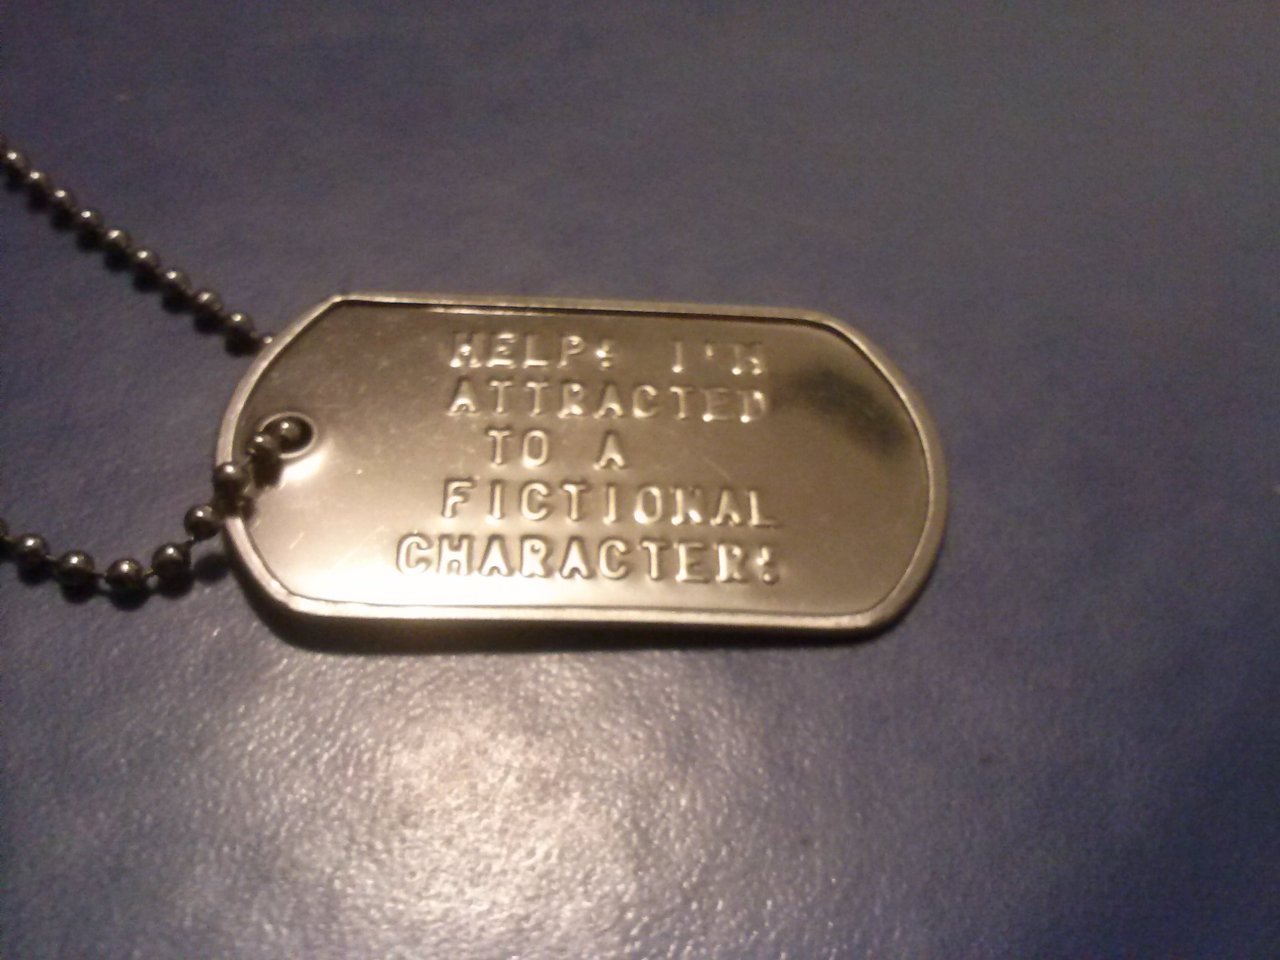 HELP! I'M
ATTRACTED
TO A
FICTIONAL
CHARACTER!